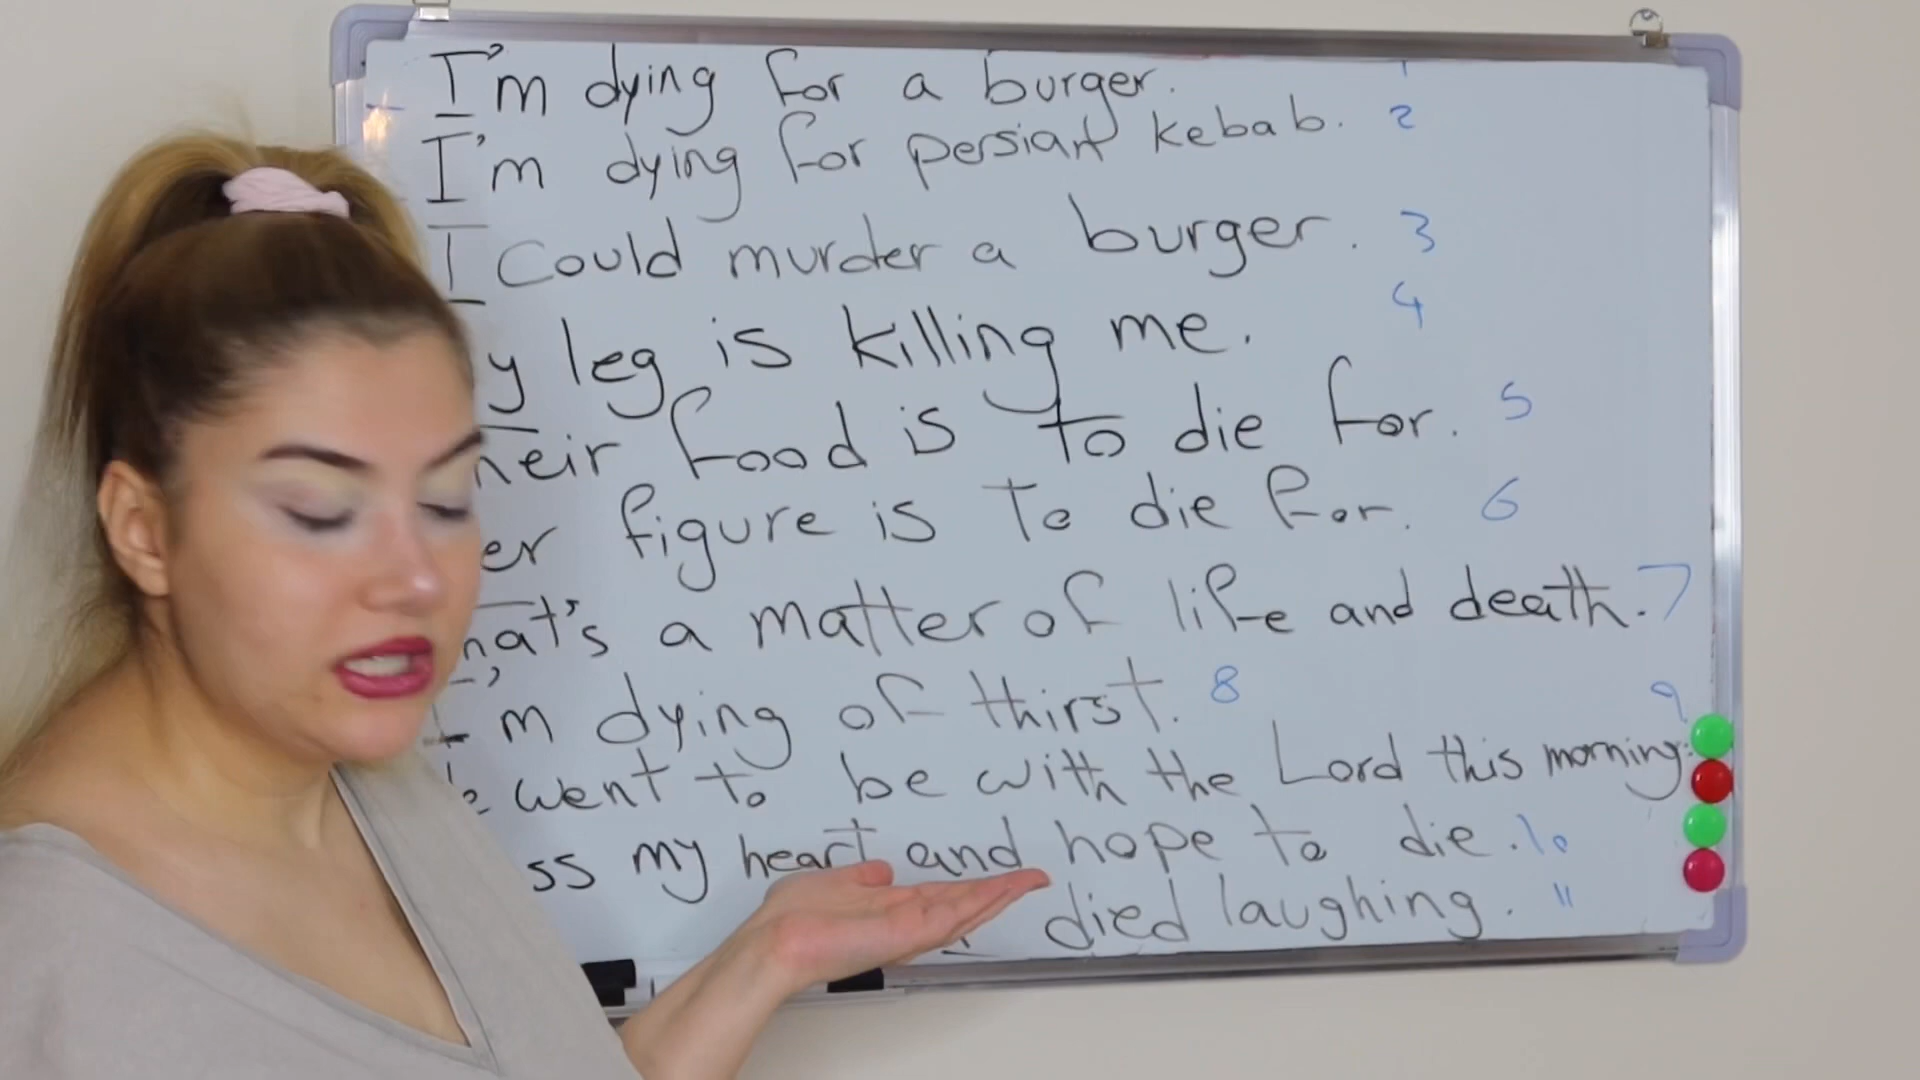 I'm dying for a burger. 1
I'm dying for persian kebab. 2
I could murder a burger. 3
y leg is killing me. 4
heir food is to die for. 5
er figure is to die for. 6
hat's a matter of life and death. 7
I'm dying of thirst. 8
e went to be with the Lord this morning. 9
ss my heart and hope to die. 10
I died laughing. 11